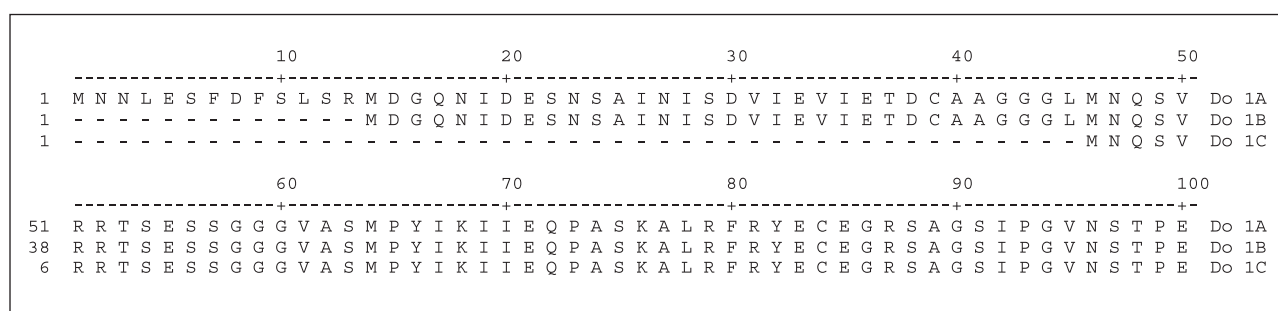 10 20 30 40 50
---------+---------+---------+---------+---------+-
1 M N N L E S F D F S L S R M D G Q N I D E S N S A I N I S D V I E V I E T D C A A G G G L M N Q S V Do 1A
1 - - - - - - - - - - - - - M D G Q N I D E S N S A I N I S D V I E V I E T D C A A G G G L M N Q S V Do 1B
1 - - - - - - - - - - - - - - - - - - - - - - - - - - - - - - - - - - - - - - - - - - - - - M N Q S V Do 1C
60 70 80 90 100
---------+---------+---------+---------+---------+-
51 R R T S E S S G G G V A S M P Y I K I I E Q P A S K A L R F R Y E C E G R S A G S I P G V N S T P E Do 1A
38 R R T S E S S G G G V A S M P Y I K I I E Q P A S K A L R F R Y E C E G R S A G S I P G V N S T P E Do 1B
6 R R T S E S S G G G V A S M P Y I K I I E Q P A S K A L R F R Y E C E G R S A G S I P G V N S T P E Do 1C